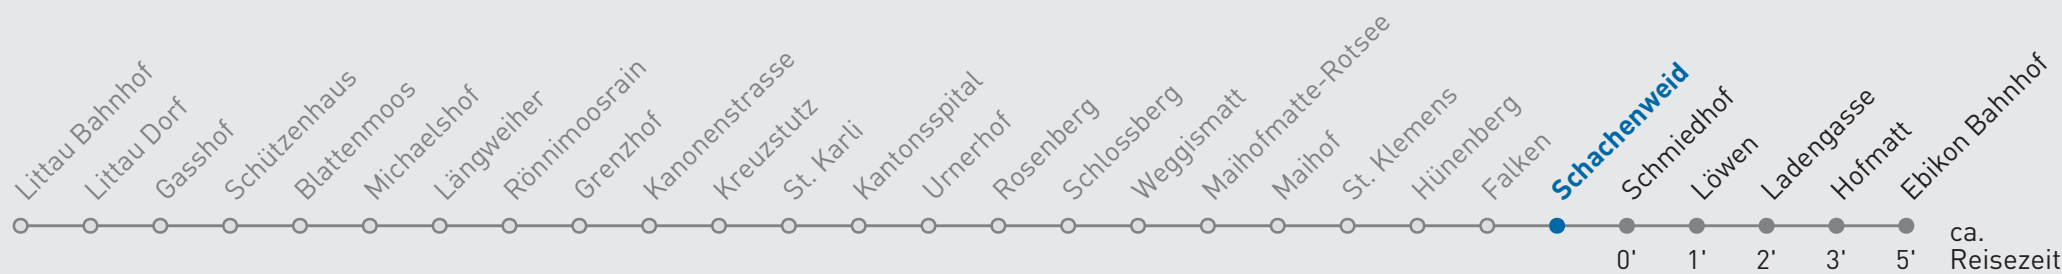 Littau Bahnhof
Littau Dorf
Gasshof
Schützenhaus
Blattenmoos
Michaelshof
Längweiher
Rönnimoosrain
Grenzhof
Kanonenstrasse
Kreuzstutz
St. Karli
Kantonsspital
Urnerhof
Rosenberg
Schlossberg
Weggismatt
Maihofmatte-Rotsee
Maihof
St. Klemens
Hünenberg
Falken
Schachenweid
Schmiedhof
Löwen
Ladengasse
Hofmatt
Ebikon Bahnhof
0' 1' 2' 3' 5' ca.
Reisezeit